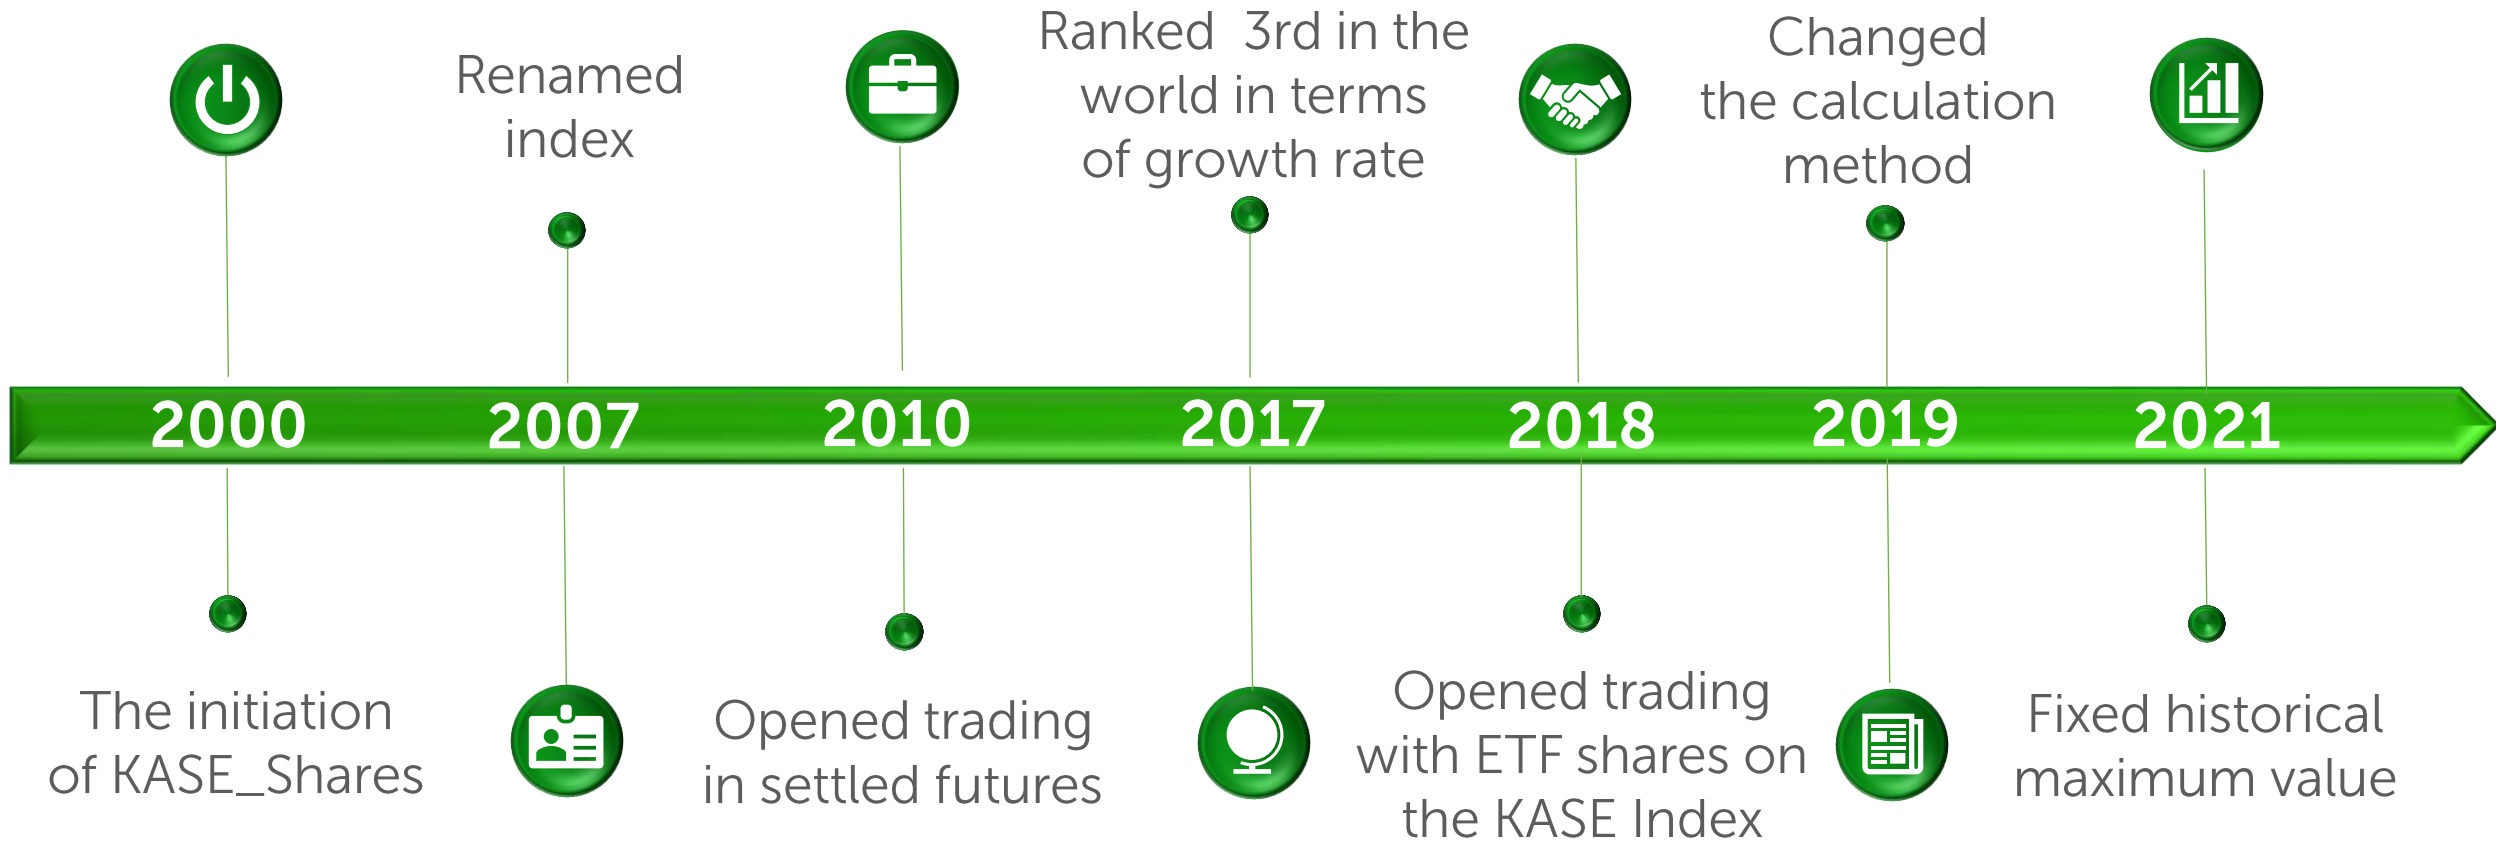 Renamed
index
Ranked  3rd in the
world in terms
of growth rate
Changed
the calculation
method
2000
2007
2010
2017
2018
2019
2021
The initiation
of KASE_Shares
Opened trading
in settled futures
Opened trading
with ETF shares on
the KASE Index
Fixed historical
maximum value